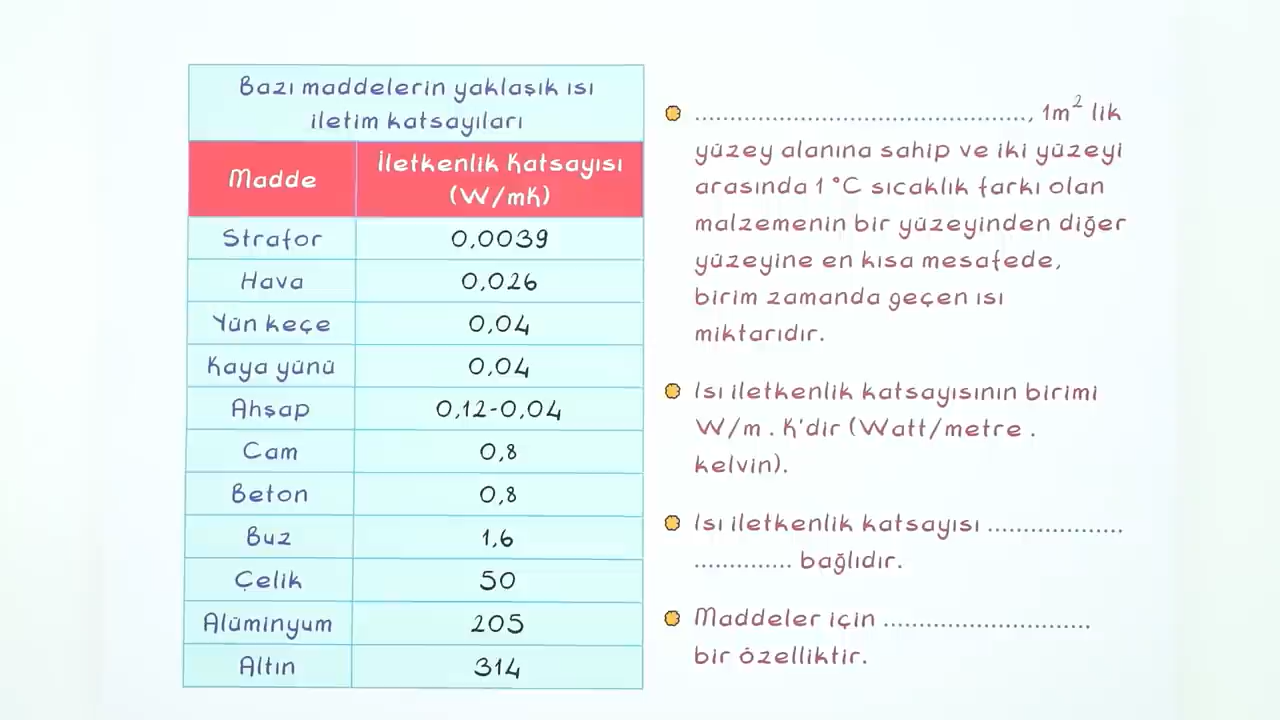 Bazı maddelerin yaklaşık ısı
iletim katsayıları
Madde
İletkenlik Katsayısı
(W/mK)
Strafor 0,0039
Hava 0,026
Yün keçe 0,04
Kaya yünü 0,04
Ahşap 0,12-0,04
Cam 0,8
Beton 0,8
Buz 1,6
Çelik 50
Alüminyum 205
Altın 314
.........................................., 1m² lik
yüzey alanına sahip ve iki yüzeyi
arasında 1 °C sıcaklık farkı olan
malzemenin bir yüzeyinden diğer
yüzeyine en kısa mesafede,
birim zamanda geçen ısı
miktarıdır.
Isı iletkenlik katsayısının birimi
W/m . K'dir (Watt/metre .
kelvin).
Isı iletkenlik katsayısı ...................
.............. bağlıdır.
Maddeler için .............................
bir özelliktir.